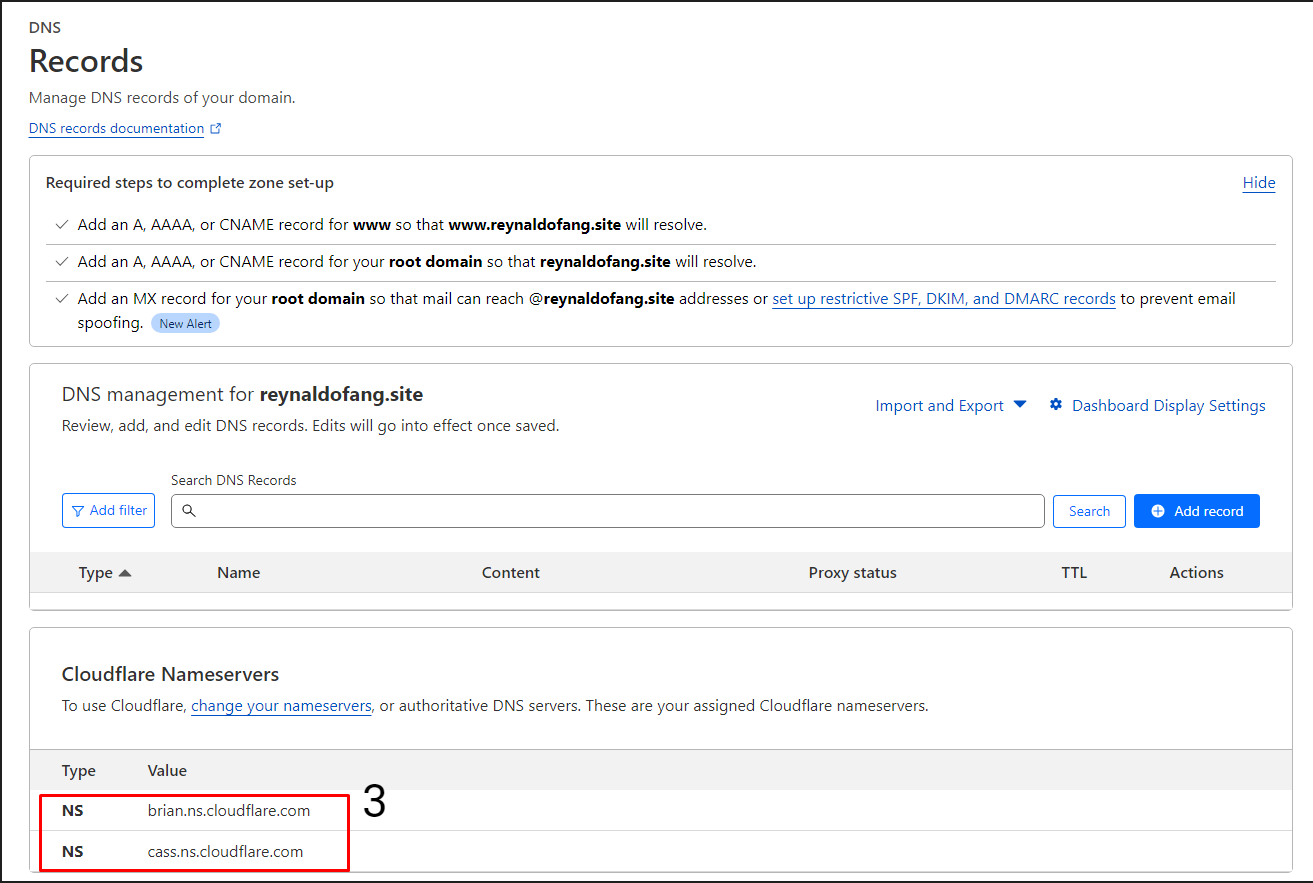 DNS
Records
Manage DNS records of your domain.
DNS records documentation
Required steps to complete zone set-up
Hide
Add an A, AAAA, or CNAME record for www so that www.reynaldofang.site will resolve.
Add an A, AAAA, or CNAME record for your root domain so that reynaldofang.site will resolve.
Add an MX record for your root domain so that mail can reach @reynaldofang.site addresses or set up restrictive SPF, DKIM, and DMARC records to prevent email
spoofing. New Alert
DNS management for reynaldofang.site
Review, add, and edit DNS records. Edits will go into effect once saved.
Import and Export
Dashboard Display Settings
Search DNS Records
Add filter
Search
Add record
Type Name Content Proxy status TTL Actions
Cloudflare Nameservers
To use Cloudflare, change your nameservers, or authoritative DNS servers. These are your assigned Cloudflare nameservers.
Type Value
NS brian.ns.cloudflare.com
3
NS cass.ns.cloudflare.com